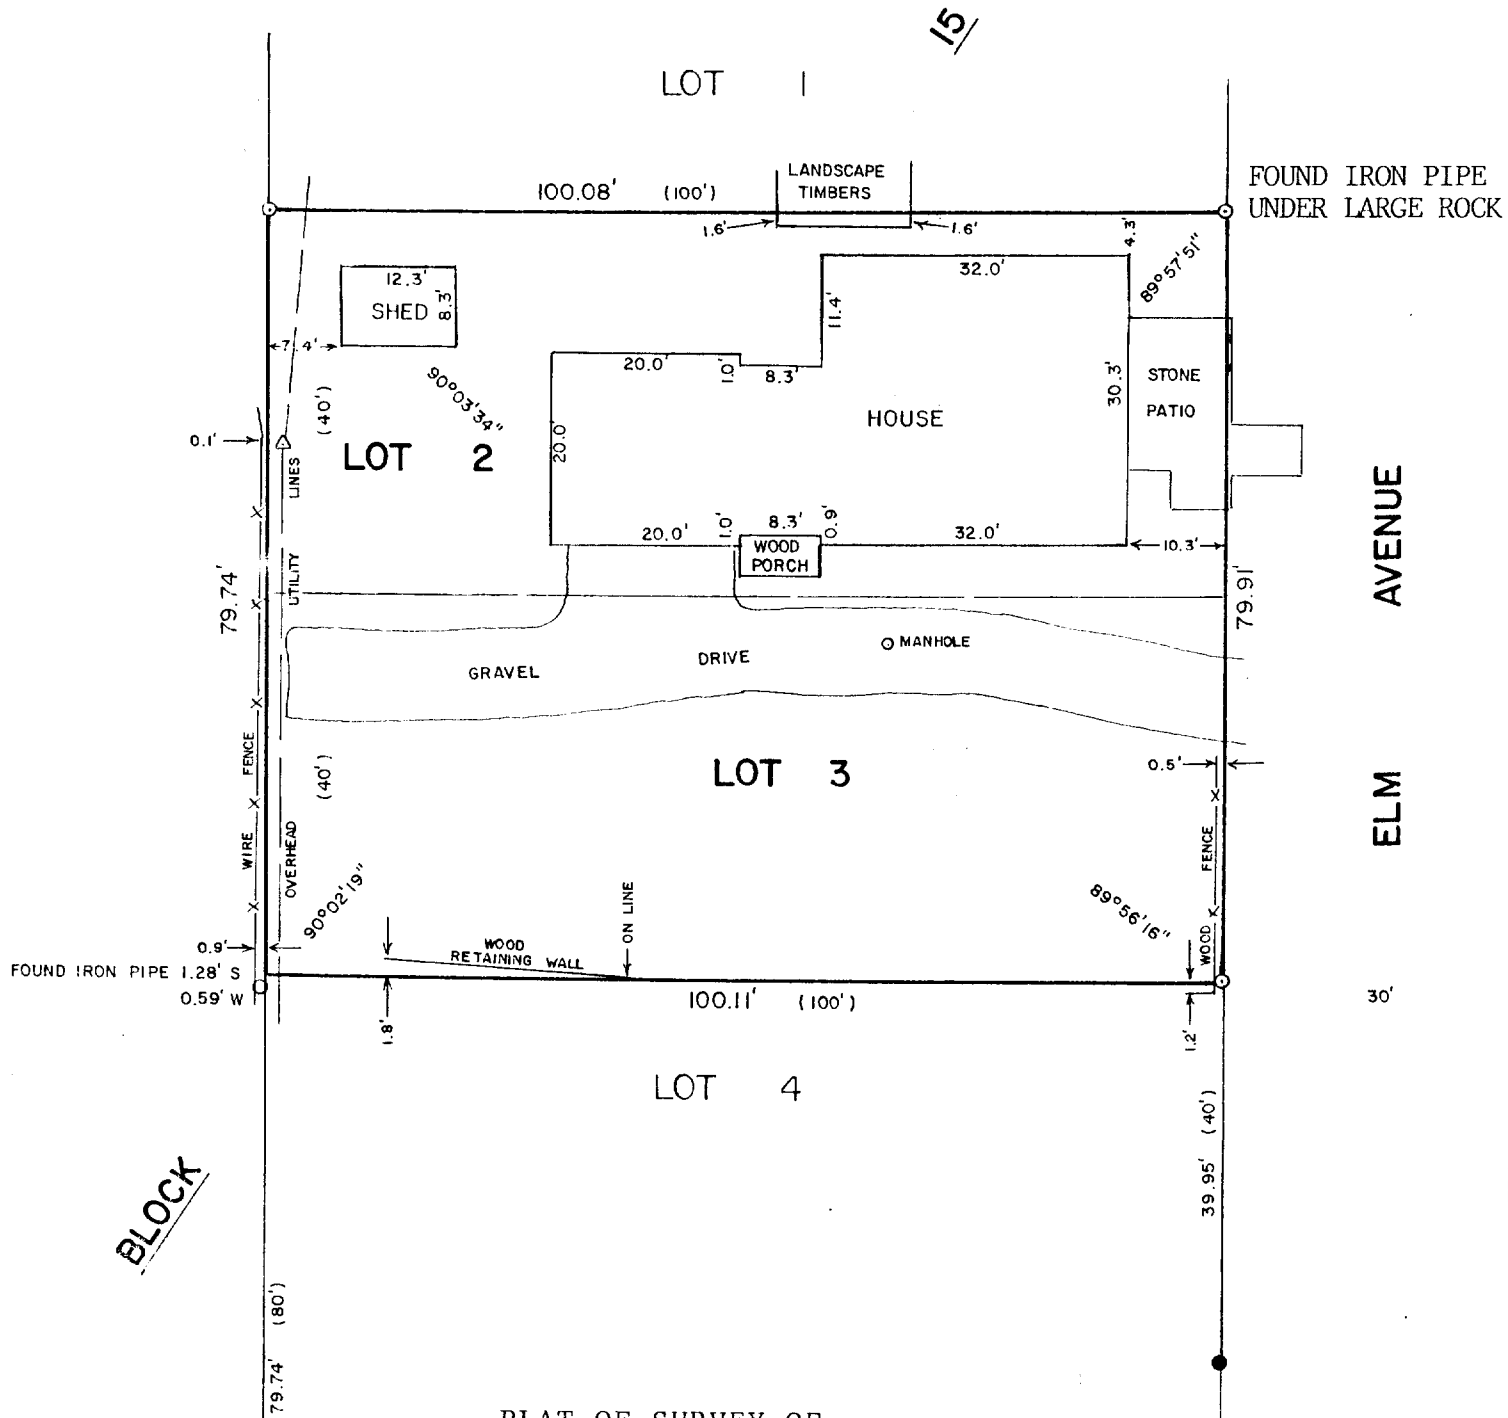 15
LOT 1
LANDSCAPE
TIMBERS
100.08' (100')
FOUND IRON PIPE
UNDER LARGE ROCK
1.6'
1.6'
4.3'
89°57'51"
12.3'
SHED
8.3'
7.4'
32.0'
11.4'
20.0'
1.0'
8.3'
30.3'
STONE
PATIO
HOUSE
90°03'34"
(40')
0.1'
LOT 2
20.0'
UTILITY LINES
20.0'
1.0'
8.3'
0.9'
32.0'
10.3'
WOOD
PORCH
79.74'
79.91'
ELM AVENUE
MANHOLE
GRAVEL DRIVE
LOT 3
0.5'
(40')
WIRE FENCE
OVERHEAD
90°02'19"
ON LINE
89°56'16"
WOOD FENCE
0.9'
WOOD
RETAINING WALL
FOUND IRON PIPE 1.28' S
0.59' W
100.11' (100')
30'
1.8'
1.2'
LOT 4
39.95' (40')
BLOCK
79.74' (80')
PLAT OF SURVEY OF